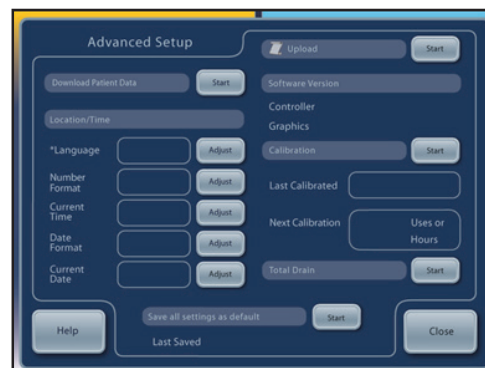 Advanced Setup
Download Patient Data
Start
Location/Time
*Language
Adjust
Number
Format
Adjust
Current
Time
Adjust
Date
Format
Adjust
Current
Date
Adjust
Upload
Start
Software Version
Controller
Graphics
Calibration
Start
Last Calibrated
Next Calibration
Uses or
Hours
Total Drain
Start
Help
Save all settings as default
Start
Last Saved
Close